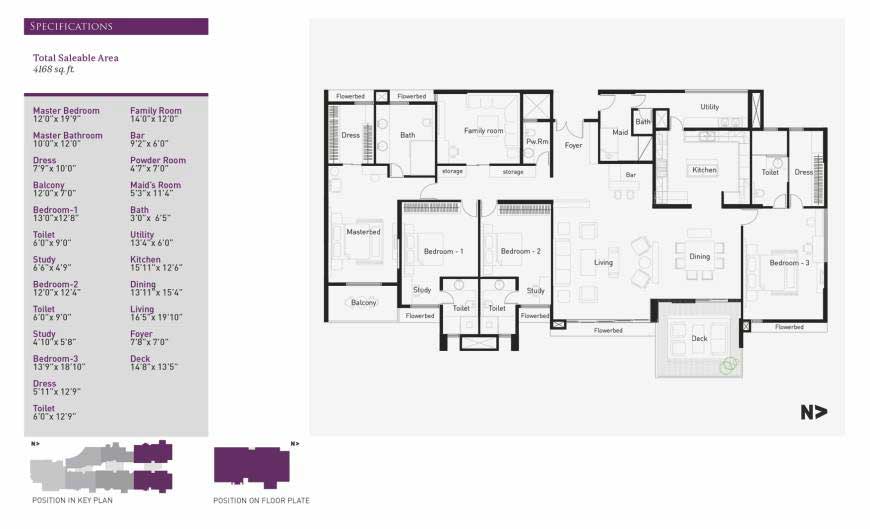 SPECIFICATIONS
Total Saleable Area
4168 sq. ft.
Master Bedroom
12'0"x 19'9"
Master Bathroom
10'0"x 12'0"
Dress
7'9"x 10'0"
Balcony
12'0"x 7'0"
Bedroom-1
13'0"x12'8"
Toilet
6'0"x 9'0"
Study
6'6"x 4'9"
Bedroom-2
12'0"x 12'4"
Toilet
6'0"x 9'0"
Study
4'10"x 5'8"
Bedroom-3
13'9"x 18'10"
Dress
5'11"x 12'9"
Toilet
6'0"x 12'9"
Family Room
14'0"x 12'0"
Bar
9'2"x 6'0"
Powder Room
4'7"x 7'0"
Maid's Room
5'3"x 11'4"
Bath
3'0"x 6'5"
Utility
13'4"x 6'0"
Kitchen
15'11"x 12'6"
Dining
13'11"x 15'4"
Living
16'5"x 19'10"
Foyer
7'8"x 7'0"
Deck
14'8"x 13'5"
Flowerbed
Flowerbed
Utility
Dress
Bath
Family room
Pw.Rm
Foyer
Maid
Bath
Kitchen
Toilet
Dress
storage
storage
Bar
Masterbed
Bedroom - 1
Bedroom - 2
Living
Dining
Bedroom - 3
Study
Study
Balcony
Toilet
Toilet
Flowerbed
Flowerbed
Flowerbed
Flowerbed
Deck
N>
N>
POSITION IN KEY PLAN
N>
POSITION ON FLOOR PLATE